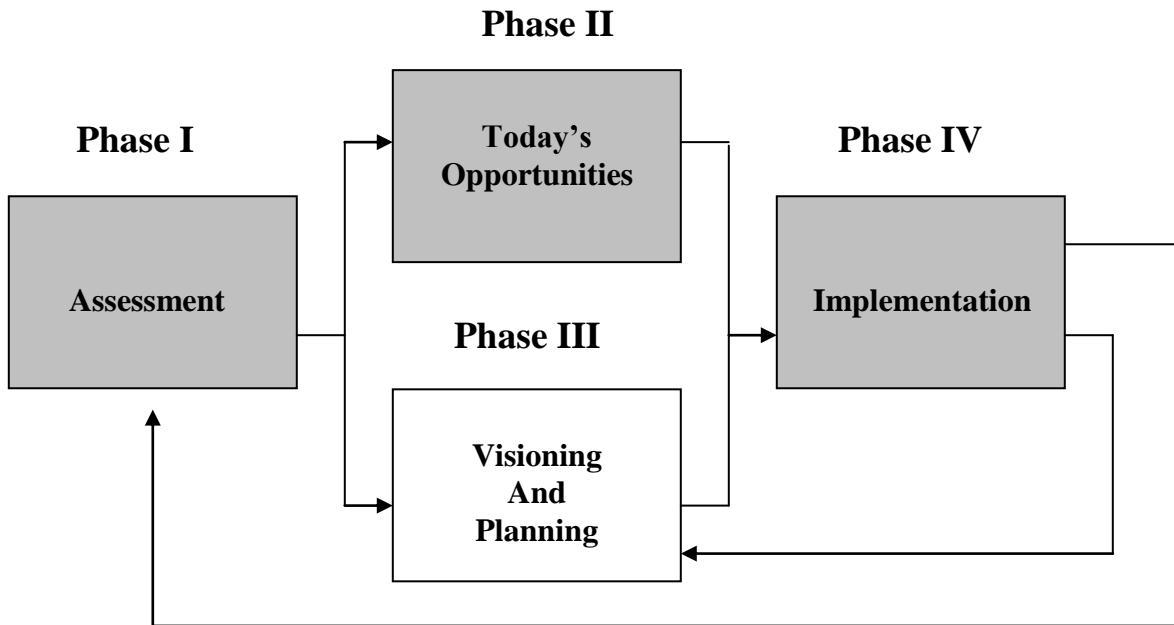 Phase II
Today’s
Opportunities
Phase I
Assessment
Phase III
Visioning
And
Planning
Phase IV
Implementation